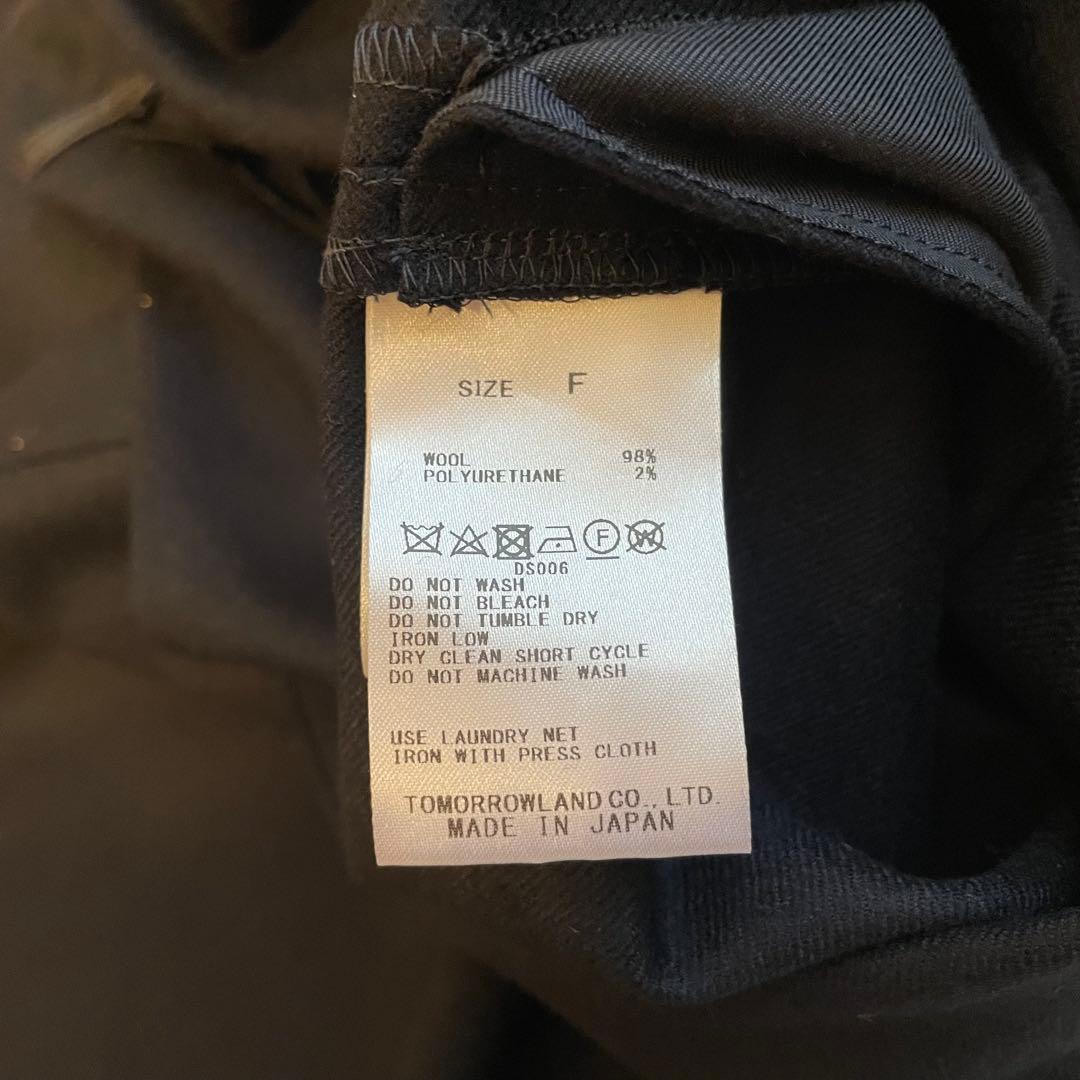 SIZE F
WOOL 98%
POLYURETHANE 2%
F W
DS006
DO NOT WASH
DO NOT BLEACH
DO NOT TUMBLE DRY
IRON LOW
DRY CLEAN SHORT CYCLE
DO NOT MACHINE WASH
USE LAUNDRY NET
IRON WITH PRESS CLOTH
TOMORROWLAND CO., LTD.
MADE IN JAPAN